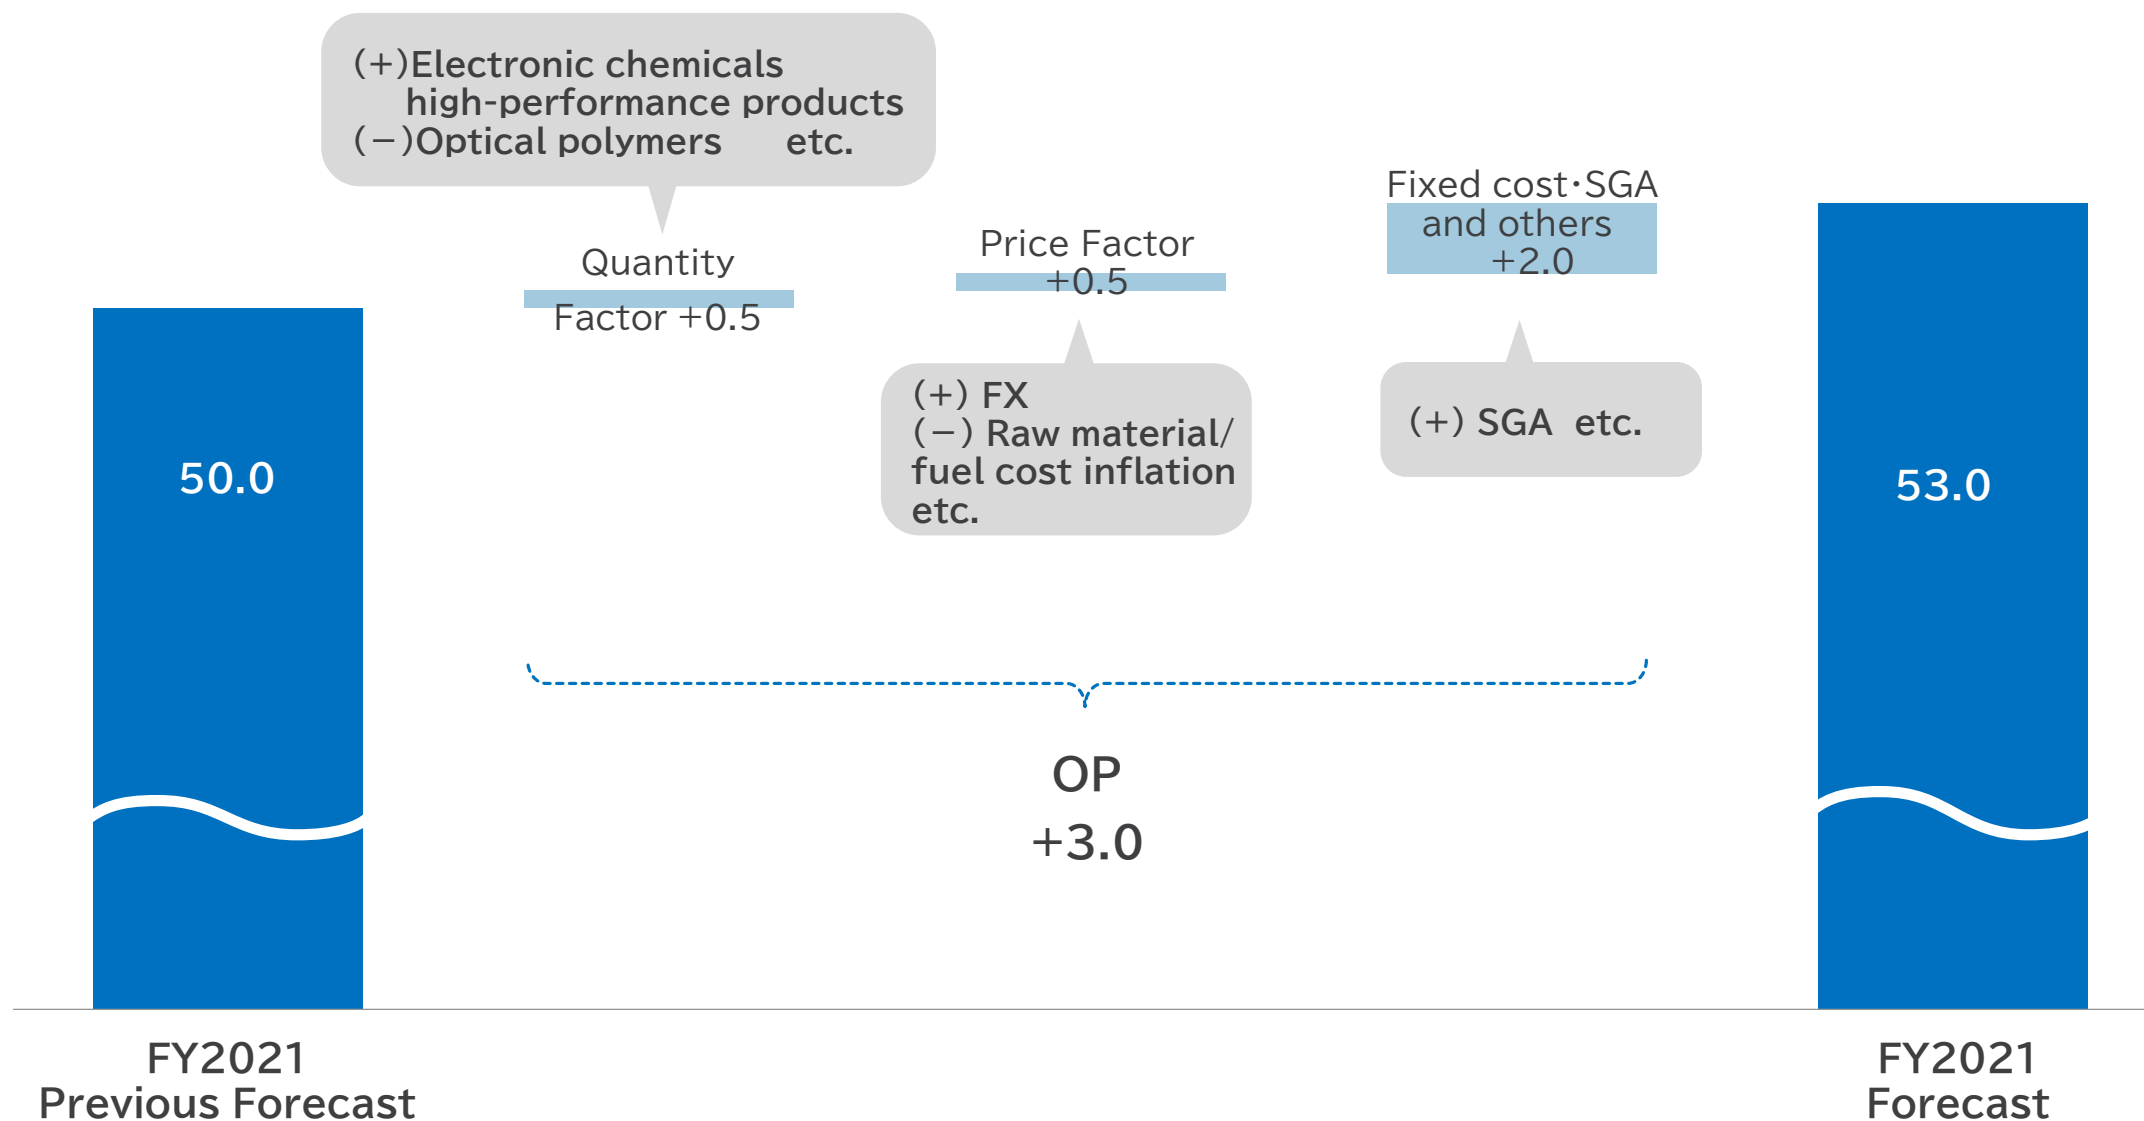 (+)Electronic chemicals
high-performance products
(−)Optical polymers etc.
Quantity
Factor +0.5
Price Factor
+0.5
Fixed cost･SGA
and others
+2.0
(+) FX
(−) Raw material/
fuel cost inflation
etc.
(+) SGA etc.
50.0
53.0
OP
+3.0
FY2021
Previous Forecast
FY2021
Forecast